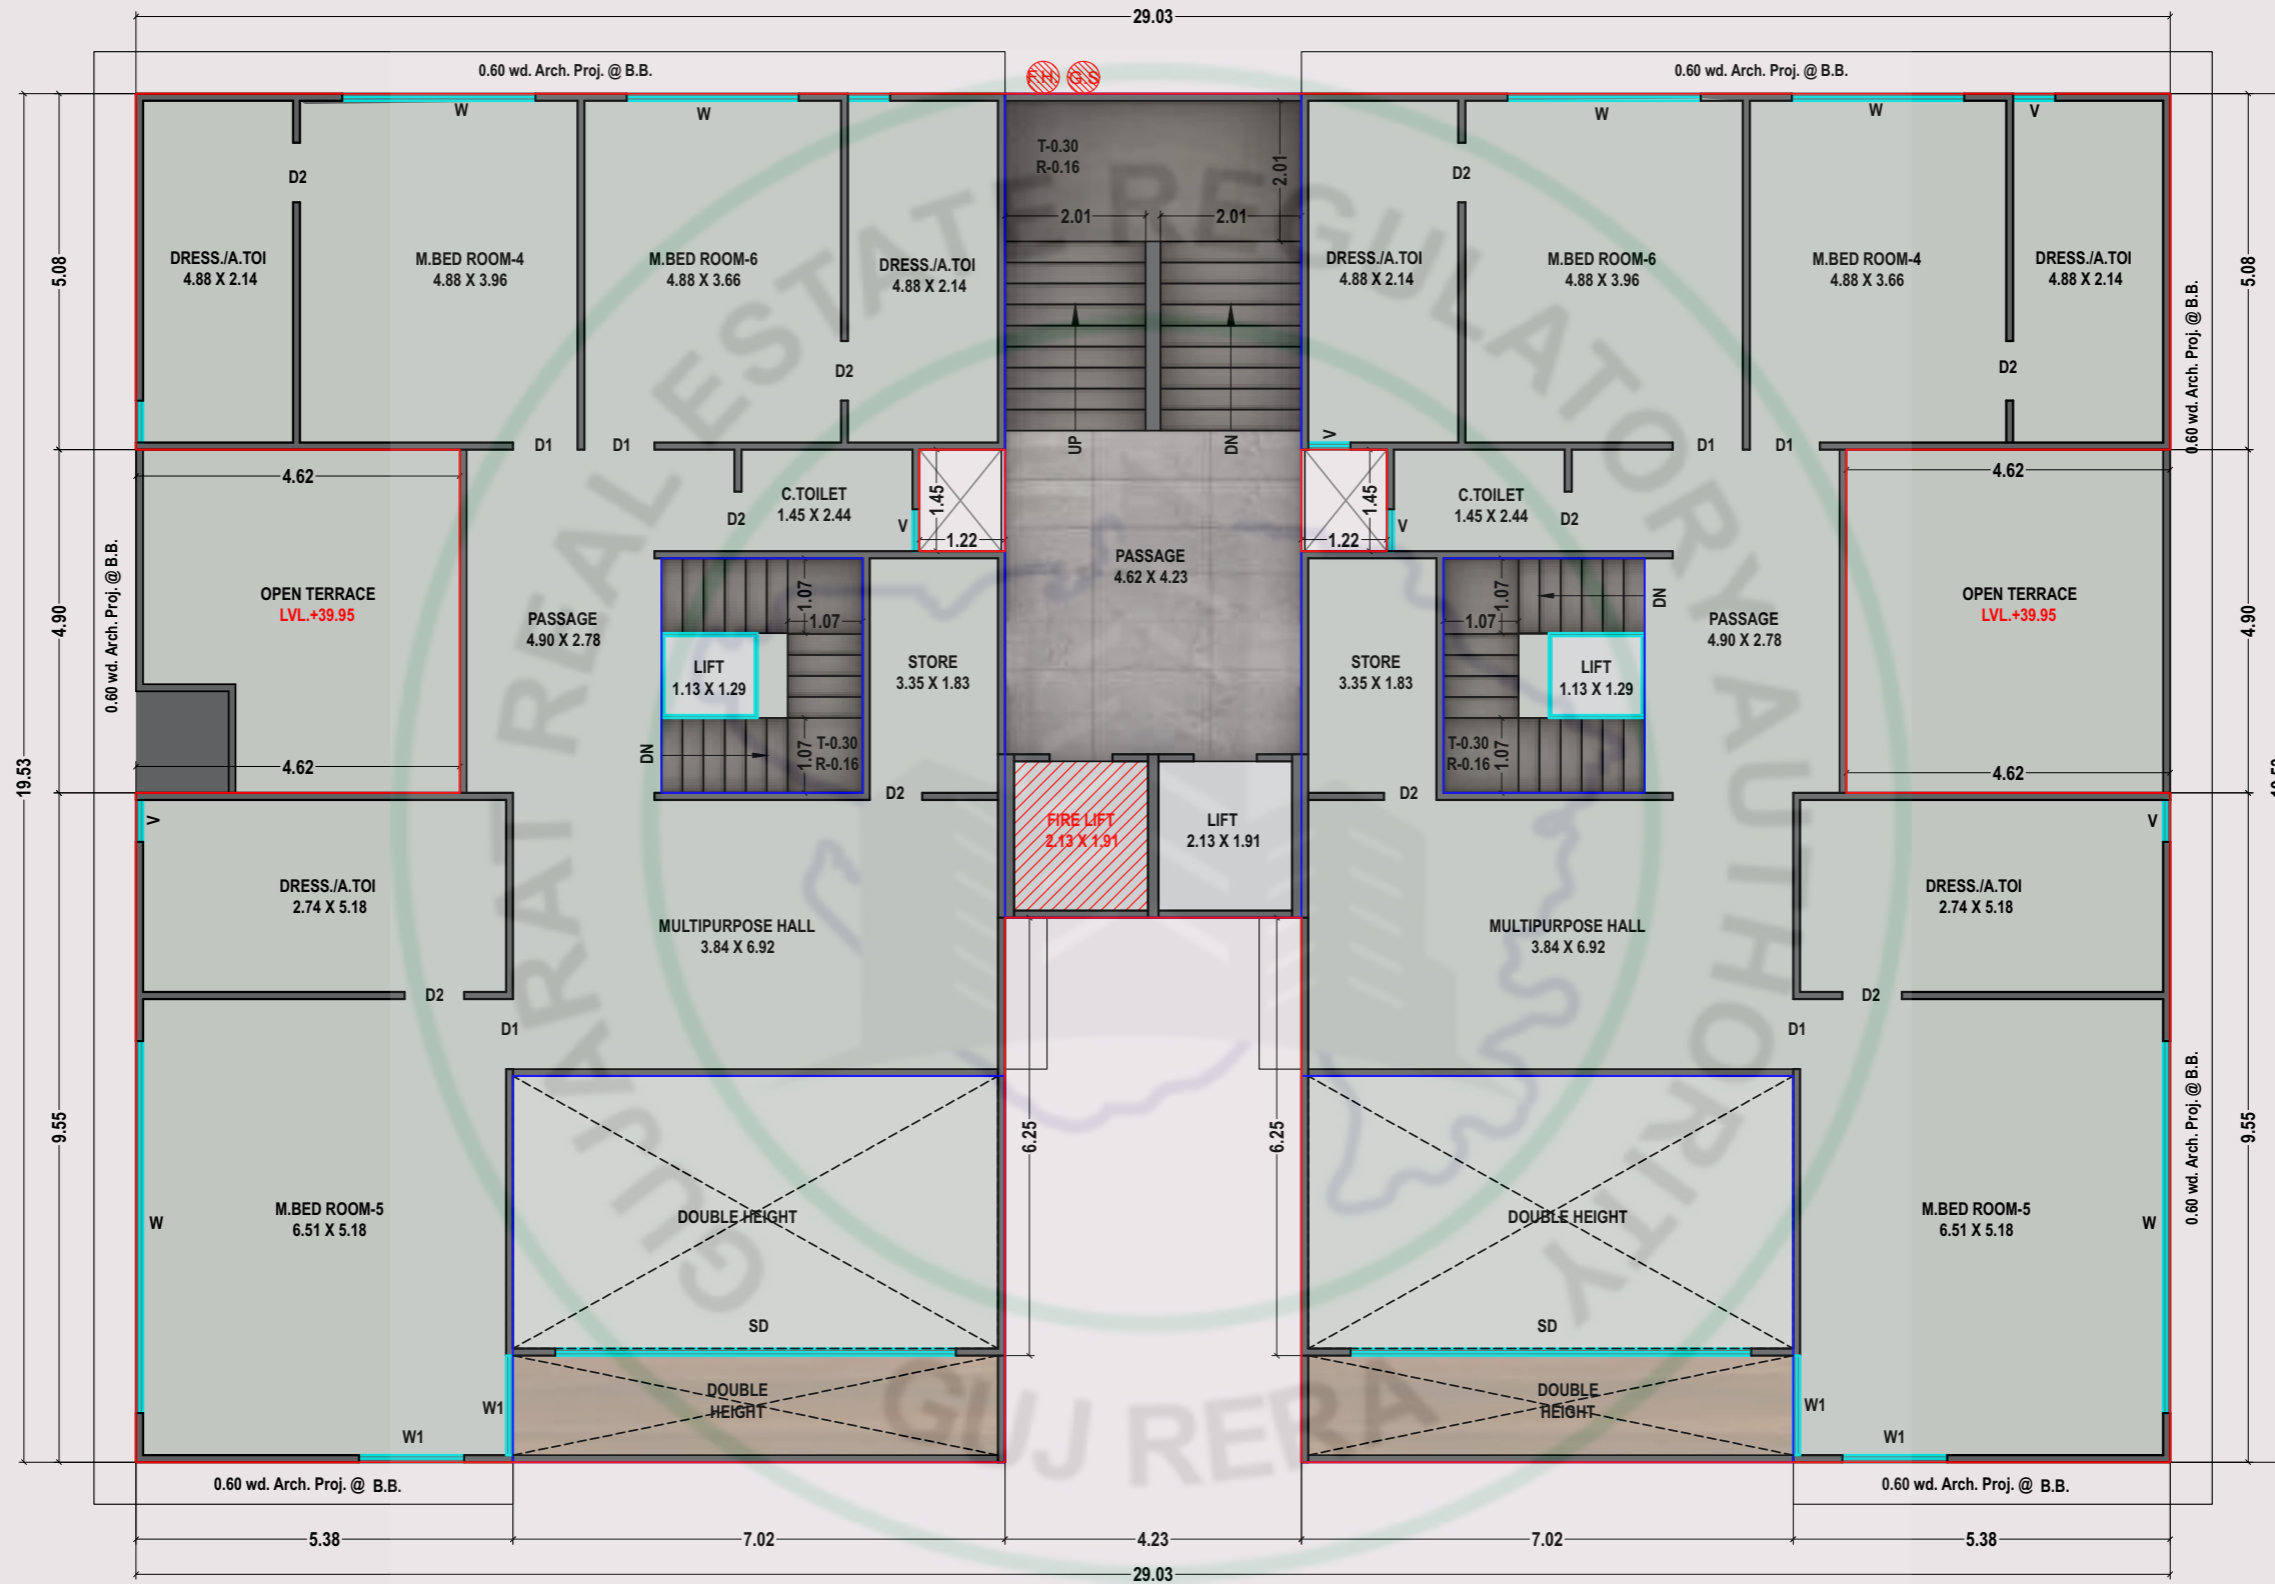 29.03
0.60 wd. Arch. Proj. @ B.B.
F.H. G.S
0.60 wd. Arch. Proj. @ B.B.
W
W
W
W
V
T-0.30
R-0.16
2.01
D2
D2
2.01
2.01
5.08
DRESS./A.TOI
4.88 X 2.14
M.BED ROOM-4
4.88 X 3.96
M.BED ROOM-6
4.88 X 3.66
DRESS./A.TOI
4.88 X 2.14
DRESS./A.TOI
4.88 X 2.14
M.BED ROOM-6
4.88 X 3.96
M.BED ROOM-4
4.88 X 3.66
DRESS./A.TOI
4.88 X 2.14
5.08
0.60 wd. Arch. Proj. @ B.B.
D2
D2
D1
D1
UP
DN
V
D1
D1
4.62
4.62
C.TOILET
1.45 X 2.44
D2
V
1.45
1.22
1.45
1.22
V
C.TOILET
1.45 X 2.44
D2
PASSAGE
4.62 X 4.23
0.60 wd. Arch. Proj. @ B.B.
4.90
OPEN TERRACE
LVL.+39.95
PASSAGE
4.90 X 2.78
1.07
1.07
LIFT
1.13 X 1.29
STORE
3.35 X 1.83
STORE
3.35 X 1.83
1.07
1.07
LIFT
1.13 X 1.29
DN
PASSAGE
4.90 X 2.78
OPEN TERRACE
LVL.+39.95
4.90
DN
1.07
T-0.30
R-0.16
T-0.30
R-0.16
1.07
4.62
4.62
19.53
D2
D2
V
FIRE LIFT
2.13 X 1.91
LIFT
2.13 X 1.91
V
DRESS./A.TOI
2.74 X 5.18
MULTIPURPOSE HALL
3.84 X 6.92
MULTIPURPOSE HALL
3.84 X 6.92
DRESS./A.TOI
2.74 X 5.18
D2
D2
D1
D1
9.55
6.25
6.25
9.55
0.60 wd. Arch. Proj. @ B.B.
W
M.BED ROOM-5
6.51 X 5.18
DOUBLE HEIGHT
DOUBLE HEIGHT
M.BED ROOM-5
6.51 X 5.18
W
SD
SD
DOUBLE
HEIGHT
DOUBLE
HEIGHT
W1
W1
W1
W1
0.60 wd. Arch. Proj. @ B.B.
0.60 wd. Arch. Proj. @ B.B.
5.38
7.02
4.23
7.02
5.38
29.03
GUJARAT REAL ESTATE REGULATORY AUTHORITY
GUJ RERA